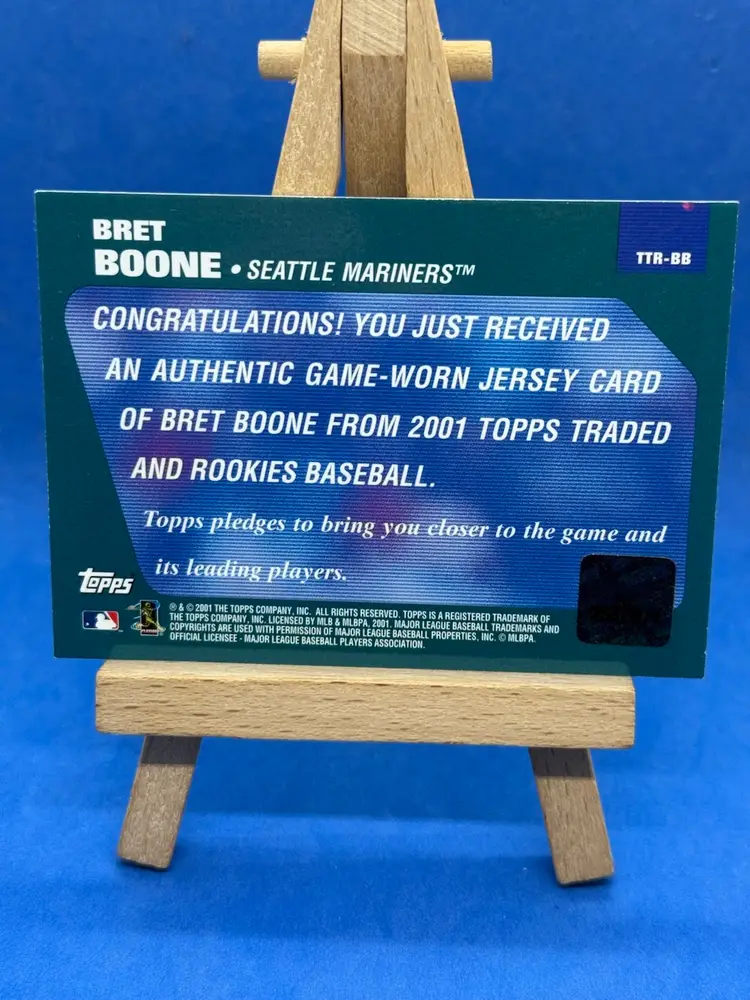 BRET
BOONE • SEATTLE MARINERS™
TTR-BB
CONGRATULATIONS! YOU JUST RECEIVED
AN AUTHENTIC GAME-WORN JERSEY CARD
OF BRET BOONE FROM 2001 TOPPS TRADED
AND ROOKIES BASEBALL.
Topps pledges to bring you closer to the game and
its leading players.
Topps
® & © 2001 THE TOPPS COMPANY, INC. ALL RIGHTS RESERVED. TOPPS IS A REGISTERED TRADEMARK OF
THE TOPPS COMPANY, INC. LICENSED BY MLB & MLBPA, 2001. MAJOR LEAGUE BASEBALL TRADEMARKS AND
COPYRIGHTS ARE USED WITH PERMISSION OF MAJOR LEAGUE BASEBALL PROPERTIES, INC. © MLBPA.
OFFICIAL LICENSEE - MAJOR LEAGUE BASEBALL PLAYERS ASSOCIATION.